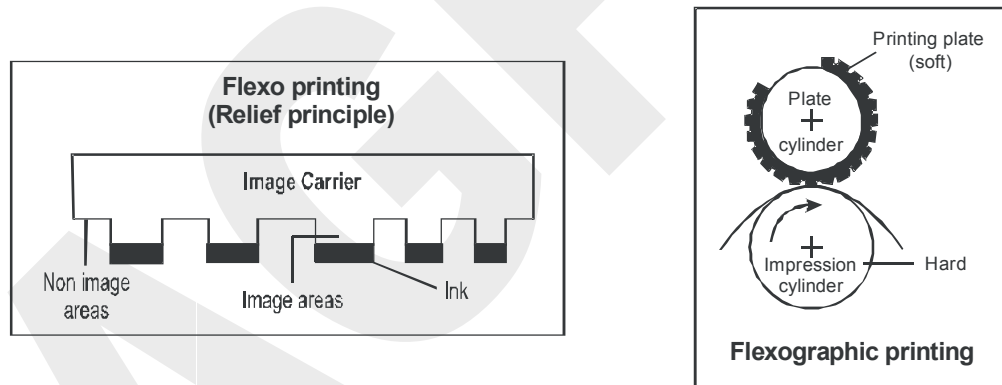 Flexo printing
(Relief principle)
Image Carrier
Non image
areas
Image areas
Ink
Printing plate
(soft)
Plate
cylinder
Impression
cylinder
Hard
Flexographic printing